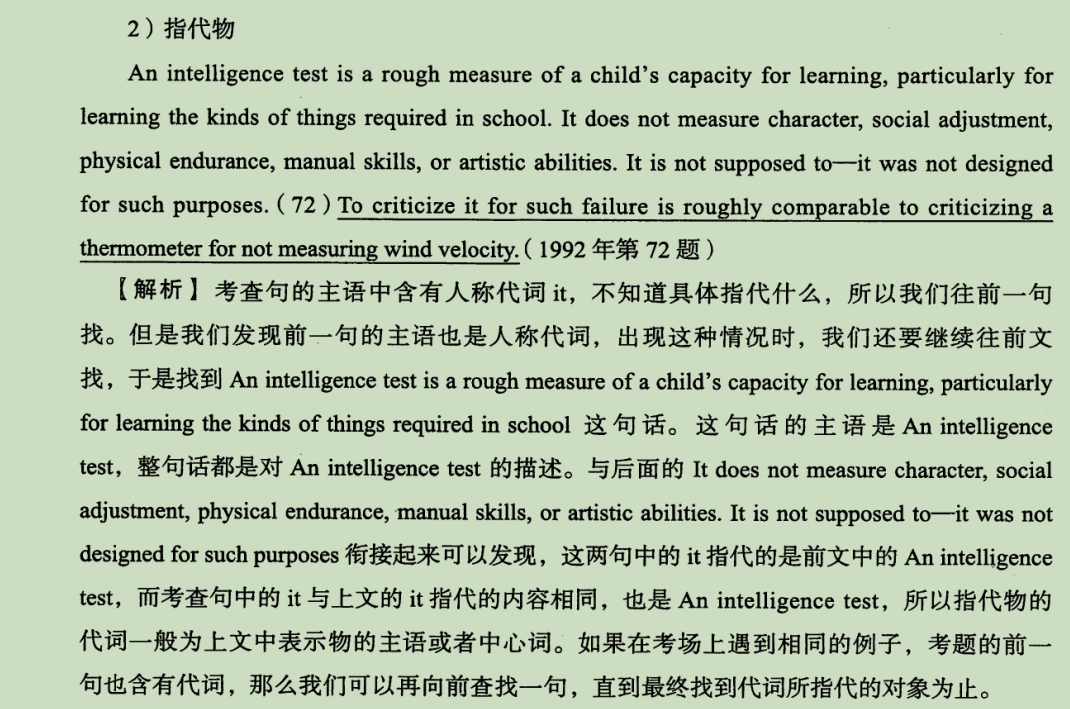 2）指代物
An intelligence test is a rough measure of a child's capacity for learning, particularly for
learning the kinds of things required in school. It does not measure character, social adjustment,
physical endurance, manual skills, or artistic abilities. It is not supposed to—it was not designed
for such purposes.（72）To criticize it for such failure is roughly comparable to criticizing a
thermometer for not measuring wind velocity.（1992 年第 72 题）
【解析】考查句的主语中含有人称代词 it，不知道具体指代什么，所以我们往前一句
找。但是我们发现前一句的主语也是人称代词，出现这种情况时，我们还要继续往前文
找，于是找到 An intelligence test is a rough measure of a child's capacity for learning, particularly
for learning the kinds of things required in school 这句话。这句话的主语是 An intelligence
test，整句话都是对 An intelligence test 的描述。与后面的 It does not measure character, social
adjustment, physical endurance, manual skills, or artistic abilities. It is not supposed to—it was not
designed for such purposes 衔接起来可以发现，这两句中的 it 指代的是前文中的 An intelligence
test，而考查句中的 it 与上文的 it 指代的内容相同，也是 An intelligence test，所以指代物的
代词一般为上文中表示物的主语或者中心词。如果在考场上遇到相同的例子，考题的前一
句也含有代词，那么我们可以再向前查找一句，直到最终找到代词所指代的对象为止。